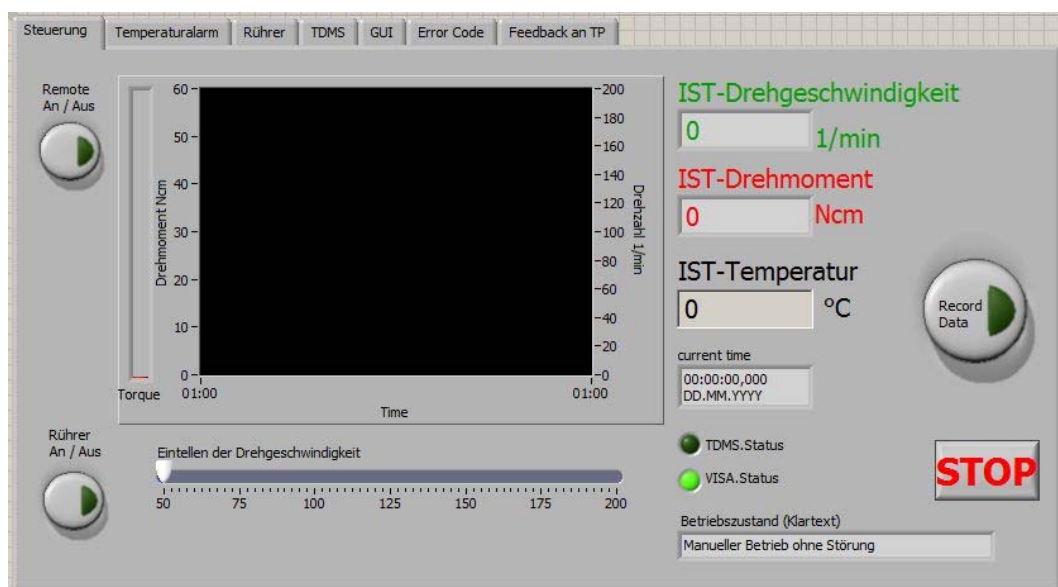 Steuerung
Temperaturalarm
Rührer
TDMS
GUI
Error Code
Feedback an TP
Remote
An / Aus
60
50
40
30
20
10
0
Drehmoment Ncm
Torque
200
180
160
140
120
100
80
60
40
20
0
Drehzahl 1/min
01:00
01:00
Time
IST-Drehgeschwindigkeit
0
1/min
IST-Drehmoment
0
Ncm
IST-Temperatur
0
°C
Record
Data
current time
00:00:00,000
DD.MM.YYYY
Rührer
An / Aus
Eintellen der Drehgeschwindigkeit
50 75 100 125 150 175 200
TDMS.Status
VISA.Status
STOP
Betriebszustand (Klartext)
Manueller Betrieb ohne Störung